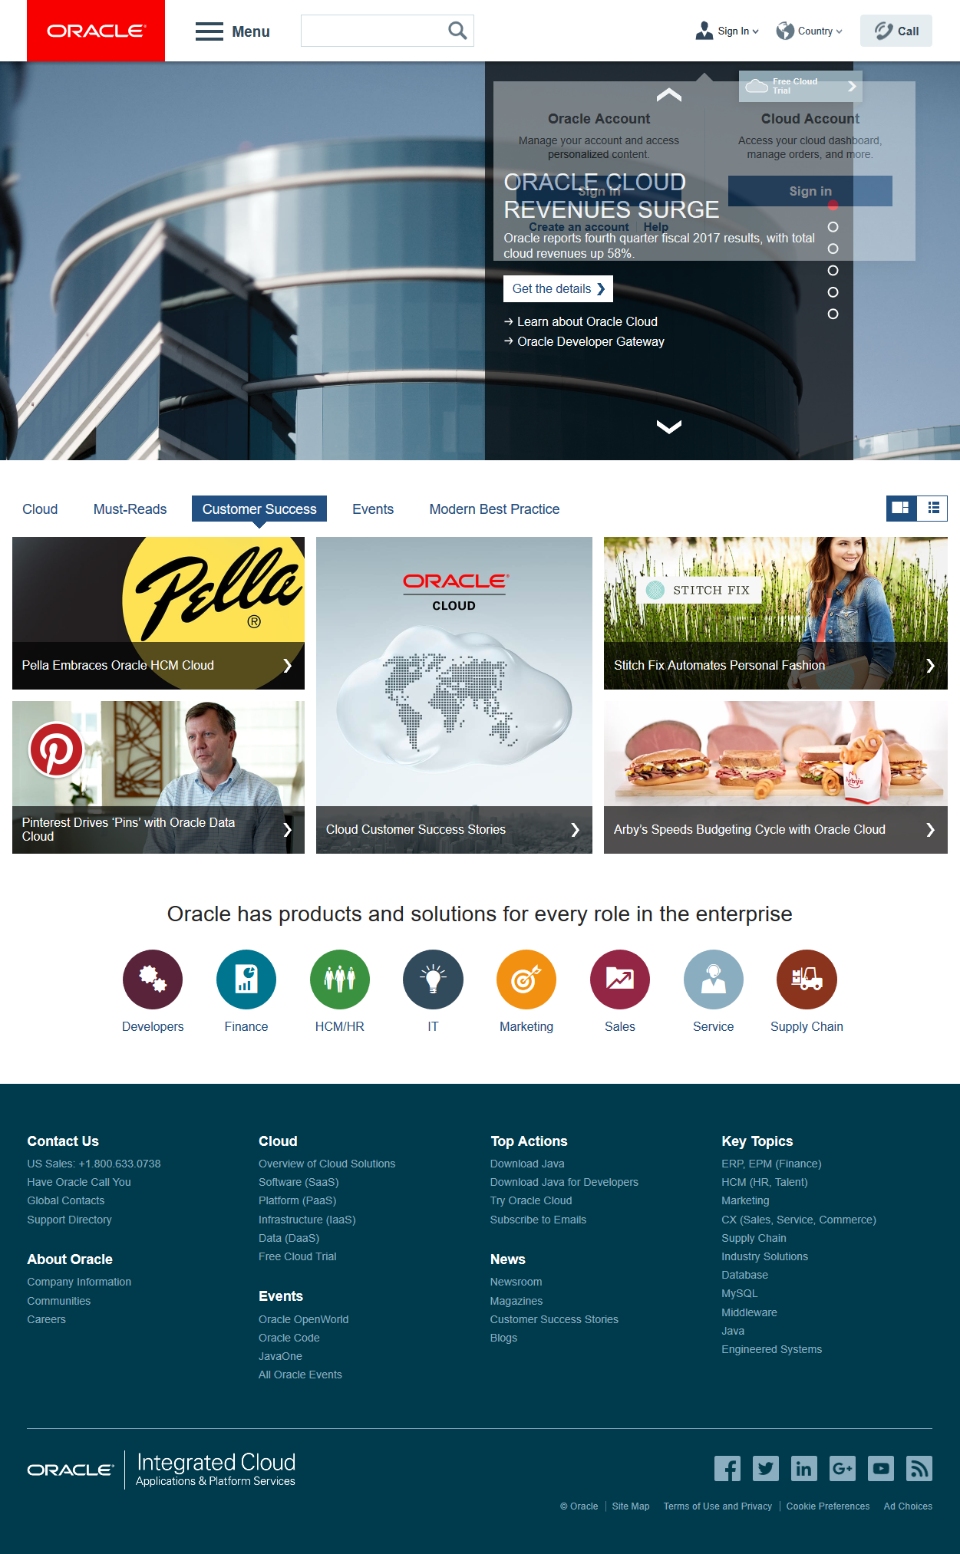 ORACLE
Menu
Sign In
Country
Call
Free Cloud
Trial
Oracle Account
Cloud Account
Manage your account and access
personalized content.
Access your cloud dashboard,
manage orders, and more.
Sign in
Sign in
Create an account
Help
ORACLE CLOUD
REVENUES SURGE
Oracle reports fourth quarter fiscal 2017 results, with total
cloud revenues up 58%.
Get the details
Learn about Oracle Cloud
Oracle Developer Gateway
Cloud
Must-Reads
Customer Success
Events
Modern Best Practice
Pella
®
Pella Embraces Oracle HCM Cloud
ORACLE
CLOUD
Cloud Customer Success Stories
STITCH FIX
Stitch Fix Automates Personal Fashion
Pinterest Drives 'Pins' with Oracle Data
Cloud
Arby's
Arby's Speeds Budgeting Cycle with Oracle Cloud
Oracle has products and solutions for every role in the enterprise
Developers
Finance
HCM/HR
IT
Marketing
Sales
Service
Supply Chain
Contact Us
US Sales: +1.800.633.0738
Have Oracle Call You
Global Contacts
Support Directory
About Oracle
Company Information
Communities
Careers
Cloud
Overview of Cloud Solutions
Software (SaaS)
Platform (PaaS)
Infrastructure (IaaS)
Data (DaaS)
Free Cloud Trial
Events
Oracle OpenWorld
Oracle Code
JavaOne
All Oracle Events
Top Actions
Download Java
Download Java for Developers
Try Oracle Cloud
Subscribe to Emails
News
Newsroom
Magazines
Customer Success Stories
Blogs
Key Topics
ERP, EPM (Finance)
HCM (HR, Talent)
Marketing
CX (Sales, Service, Commerce)
Supply Chain
Industry Solutions
Database
MySQL
Middleware
Java
Engineered Systems
ORACLE
Integrated Cloud
Applications & Platform Services
© Oracle
Site Map
Terms of Use and Privacy
Cookie Preferences
Ad Choices